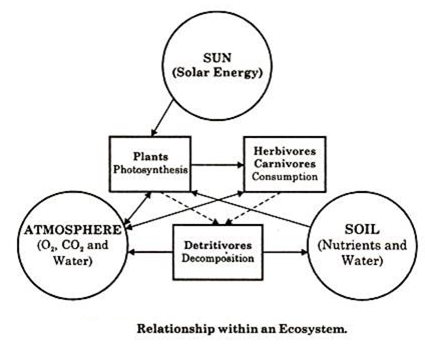 SUN
(Solar Energy)
Plants
Photosynthesis
Herbivores
Carnivores
Consumption
ATMOSPHERE
(O₂, CO₂ and
Water)
Detritivores
Decomposition
SOIL
(Nutrients and
Water)
Relationship within an Ecosystem.